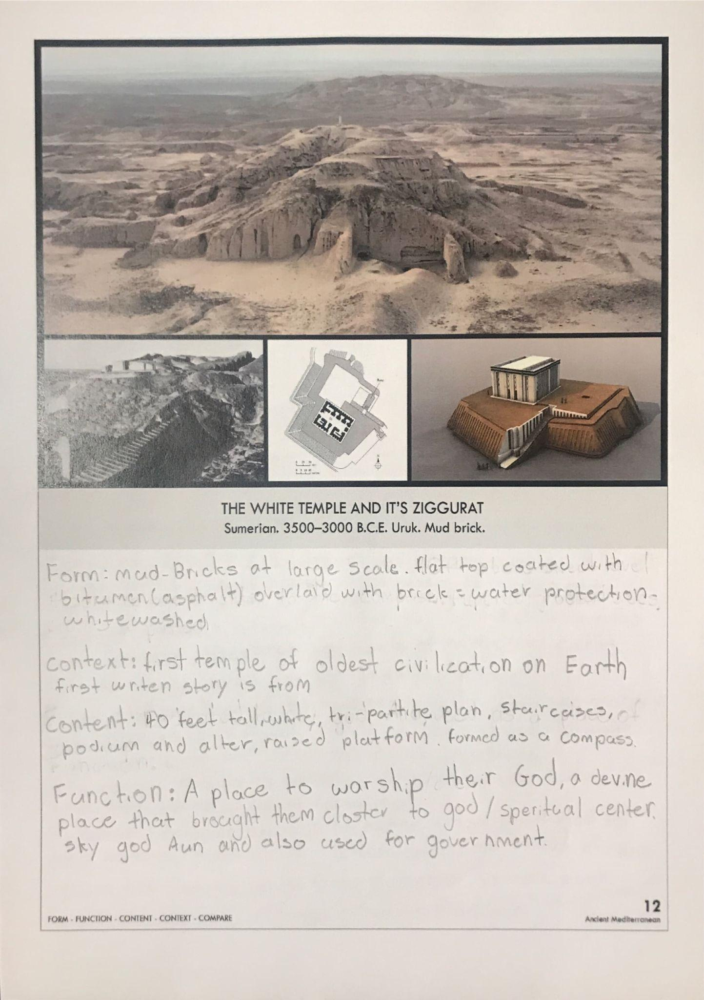 THE WHITE TEMPLE AND IT'S ZIGGURAT
Sumerian. 3500–3000 B.C.E. Uruk. Mud brick.
Form: mud-Bricks at large scale. flat top coated with
bitumen(asphalt) overlaid with brick = water protection-
whitewashed
Context: first temple of oldest civilization on Earth
first writen story is from
Content: 40 feet tall, white, tri-partite plan, staircaises,
podium and alter, raised platform. formed as a compass.
Function: A place to warship their God, a devine
place that brought them closter to god / speritual center.
sky god Aun and also used for government.
12
FORM - FUNCTION - CONTENT - CONTEXT - COMPARE
Ancient Mediterranean